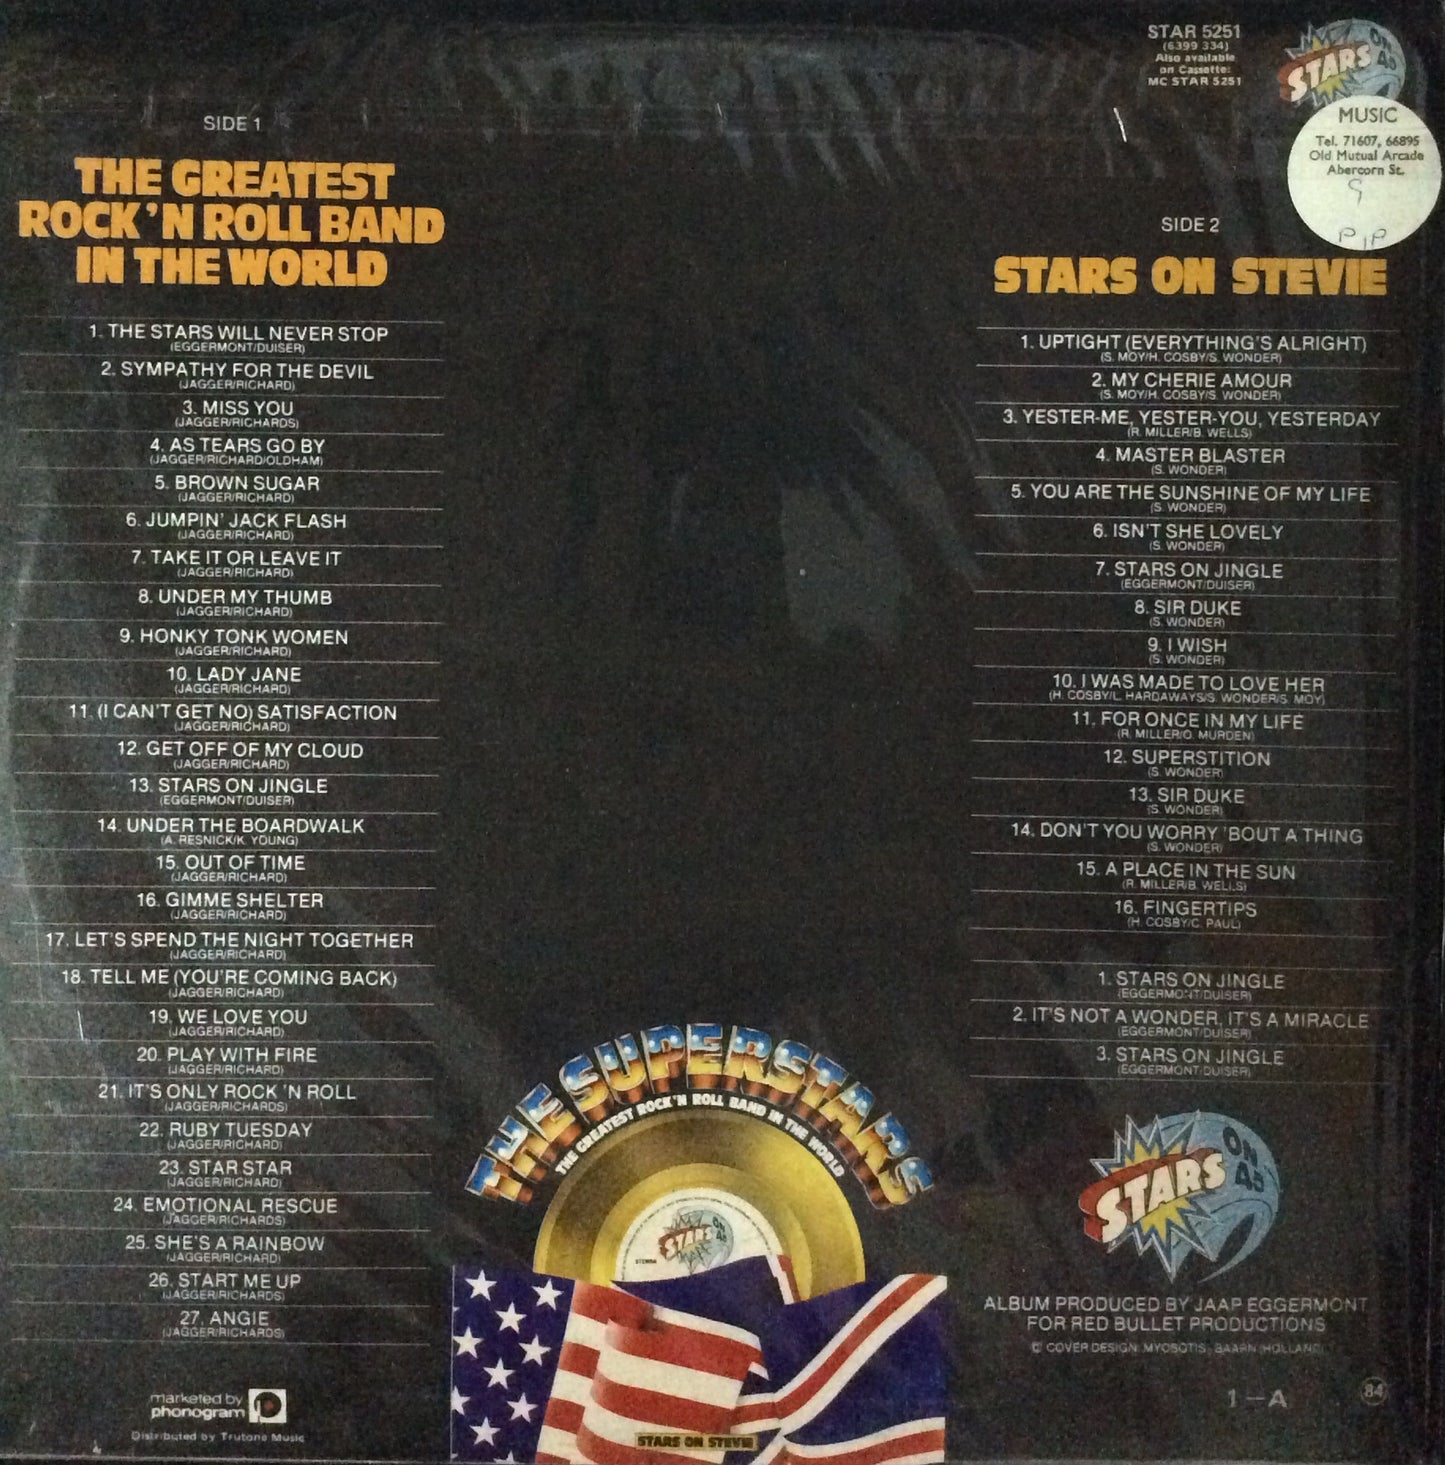 STAR 5251
(6399 334)
Also available
on Cassette:
MC STAR 5251
STARS
ON 45
MUSIC
Tel. 71607, 66895
Old Mutual Arcade
Abercorn St.
9
P1P
SIDE 1
THE GREATEST
ROCK 'N ROLL BAND
IN THE WORLD
1. THE STARS WILL NEVER STOP
(EGGERMONT/DUISER)
2. SYMPATHY FOR THE DEVIL
(JAGGER/RICHARD)
3. MISS YOU
(JAGGER/RICHARDS)
4. AS TEARS GO BY
(JAGGER/RICHARD/OLDHAM)
5. BROWN SUGAR
(JAGGER/RICHARD)
6. JUMPIN' JACK FLASH
(JAGGER/RICHARD)
7. TAKE IT OR LEAVE IT
(JAGGER/RICHARD)
8. UNDER MY THUMB
(JAGGER/RICHARD)
9. HONKY TONK WOMEN
(JAGGER/RICHARD)
10. LADY JANE
(JAGGER/RICHARD)
11. (I CAN'T GET NO) SATISFACTION
(JAGGER/RICHARD)
12. GET OFF OF MY CLOUD
(JAGGER/RICHARD)
13. STARS ON JINGLE
(EGGERMONT/DUISER)
14. UNDER THE BOARDWALK
(A. RESNICK/K. YOUNG)
15. OUT OF TIME
(JAGGER/RICHARD)
16. GIMME SHELTER
(JAGGER/RICHARD)
17. LET'S SPEND THE NIGHT TOGETHER
(JAGGER/RICHARD)
18. TELL ME (YOU'RE COMING BACK)
(JAGGER/RICHARD)
19. WE LOVE YOU
(JAGGER/RICHARD)
20. PLAY WITH FIRE
(JAGGER/RICHARD)
21. IT'S ONLY ROCK 'N ROLL
(JAGGER/RICHARDS)
22. RUBY TUESDAY
(JAGGER/RICHARD)
23. STAR STAR
(JAGGER/RICHARD)
24. EMOTIONAL RESCUE
(JAGGER/RICHARDS)
25. SHE'S A RAINBOW
(JAGGER/RICHARD)
26. START ME UP
(JAGGER/RICHARDS)
27. ANGIE
(JAGGER/RICHARDS)
marketed by
phonogram
Distributed by Trutone Music
SIDE 2
STARS ON STEVIE
1. UPTIGHT (EVERYTHING'S ALRIGHT)
(S. MOY/H. COSBY/S. WONDER)
2. MY CHERIE AMOUR
(S. MOY/H. COSBY/S. WONDER)
3. YESTER-ME, YESTER-YOU, YESTERDAY
(R. MILLER/B. WELLS)
4. MASTER BLASTER
(S. WONDER)
5. YOU ARE THE SUNSHINE OF MY LIFE
(S. WONDER)
6. ISN'T SHE LOVELY
(S. WONDER)
7. STARS ON JINGLE
(EGGERMONT/DUISER)
8. SIR DUKE
(S. WONDER)
9. I WISH
(S. WONDER)
10. I WAS MADE TO LOVE HER
(H. COSBY/L. HARDAWAYS/S. WONDER/S. MOY)
11. FOR ONCE IN MY LIFE
(R. MILLER/O. MURDEN)
12. SUPERSTITION
(S. WONDER)
13. SIR DUKE
(S. WONDER)
14. DON'T YOU WORRY 'BOUT A THING
(S. WONDER)
15. A PLACE IN THE SUN
(R. MILLER/B. WELLS)
16. FINGERTIPS
(H. COSBY/C. PAUL)
1. STARS ON JINGLE
(EGGERMONT/DUISER)
2. IT'S NOT A WONDER, IT'S A MIRACLE
(EGGERMONT/DUISER)
3. STARS ON JINGLE
(EGGERMONT/DUISER)
STARS
ON 45
ALBUM PRODUCED BY JAAP EGGERMONT
FOR RED BULLET PRODUCTIONS
© COVER DESIGN: MYOSOTIS - BAARN (HOLLAND)
1-A
84
THE SUPERSTARS
THE GREATEST ROCK 'N ROLL BAND IN THE WORLD
STARS
ON 45
STEREO
STARS ON STEVIE